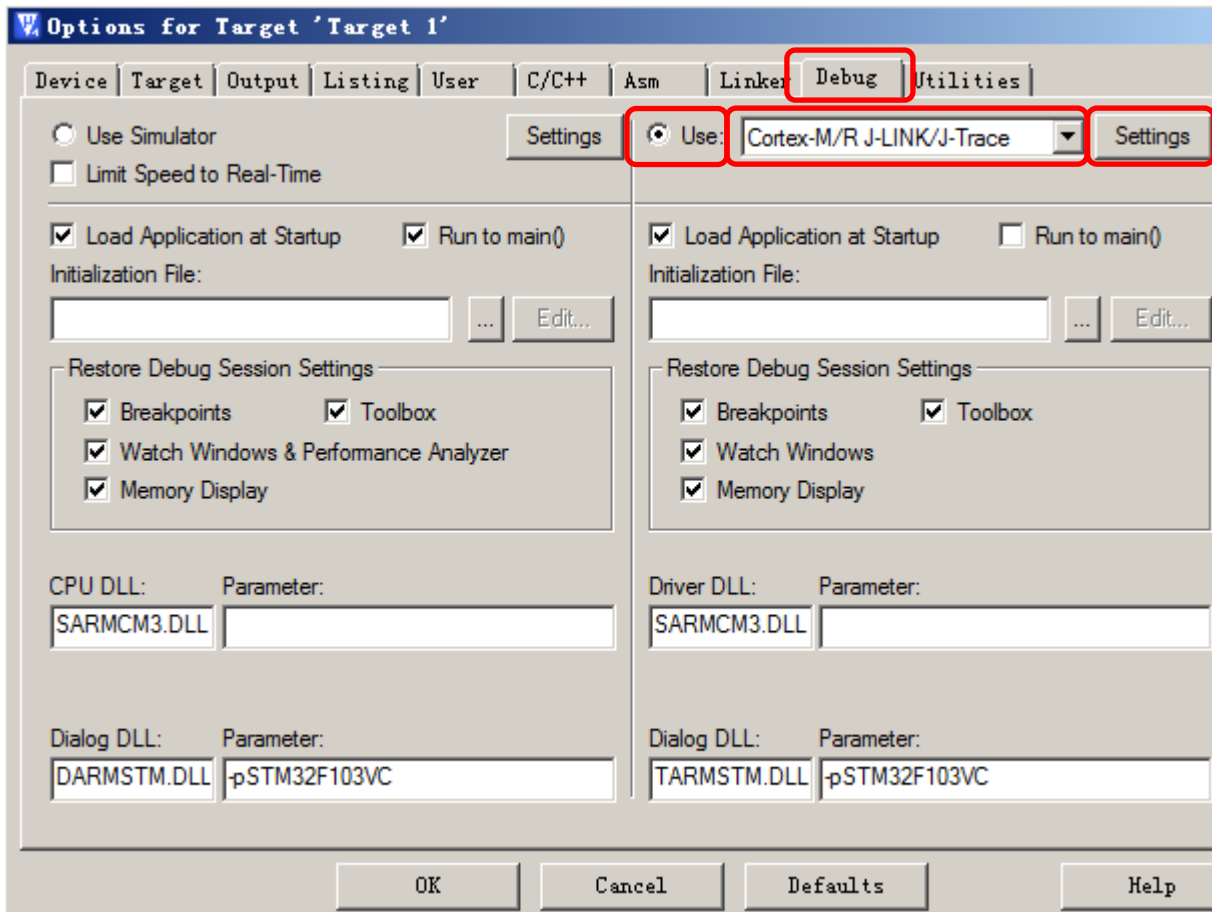 Options for Target 'Target 1'
Device Target Output Listing User C/C++ Asm Linker Debug Utilities
Use Simulator Settings Use: Cortex-M/R J-LINK/J-Trace Settings
Limit Speed to Real-Time
Load Application at Startup Run to main() Load Application at Startup Run to main()
Initialization File: Initialization File:
... Edit... ... Edit...
Restore Debug Session Settings Restore Debug Session Settings
Breakpoints Toolbox Breakpoints Toolbox
Watch Windows & Performance Analyzer Watch Windows
Memory Display Memory Display
CPU DLL: Parameter: Driver DLL: Parameter:
SARMCM3.DLL SARMCM3.DLL
Dialog DLL: Parameter: Dialog DLL: Parameter:
DARMSTM.DLL -pSTM32F103VC TARMSTM.DLL -pSTM32F103VC
OK Cancel Defaults Help